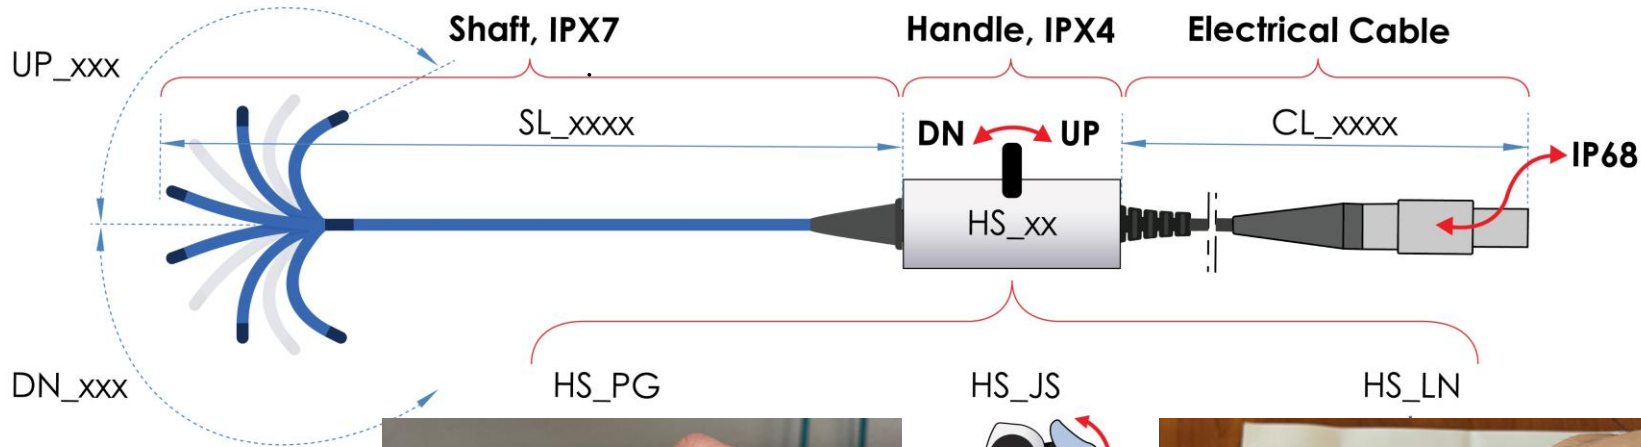 Shaft, IPX7
Handle, IPX4
Electrical Cable
UP_xxx
SL_xxxx
DN
UP
CL_xxxx
IP68
HS_xx
DN_xxx
HS_PG
HS_JS
HS_LN